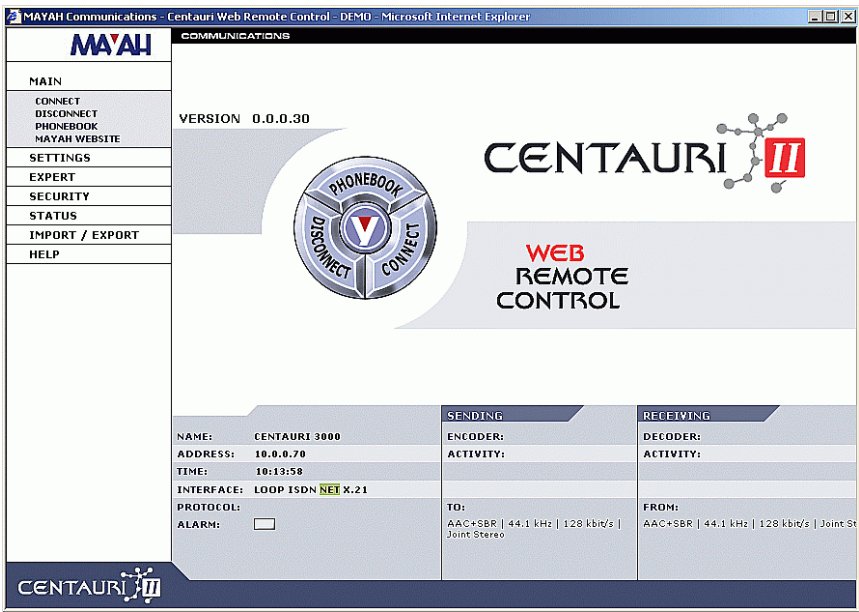 MAYAH Communications - Centauri Web Remote Control - DEMO - Microsoft Internet Explorer
MAYAH
COMMUNICATIONS
MAIN
CONNECT
DISCONNECT
PHONEBOOK
MAYAH WEBSITE
SETTINGS
EXPERT
SECURITY
STATUS
IMPORT / EXPORT
HELP
VERSION 0.0.0.30
PHONEBOOK
DISCONNECT
CONNECT
CENTAURI II
WEB
REMOTE
CONTROL
NAME: CENTAURI 3000
ADDRESS: 10.0.0.70
TIME: 10:13:58
INTERFACE: LOOP ISDN NET X.21
PROTOCOL:
ALARM:
SENDING
ENCODER:
ACTIVITY:
TO:
AAC+SBR | 44.1 kHz | 128 kbit/s |
Joint Stereo
RECEIVING
DECODER:
ACTIVITY:
FROM:
AAC+SBR | 44.1 kHz | 128 kbit/s | Joint St
CENTAURI II